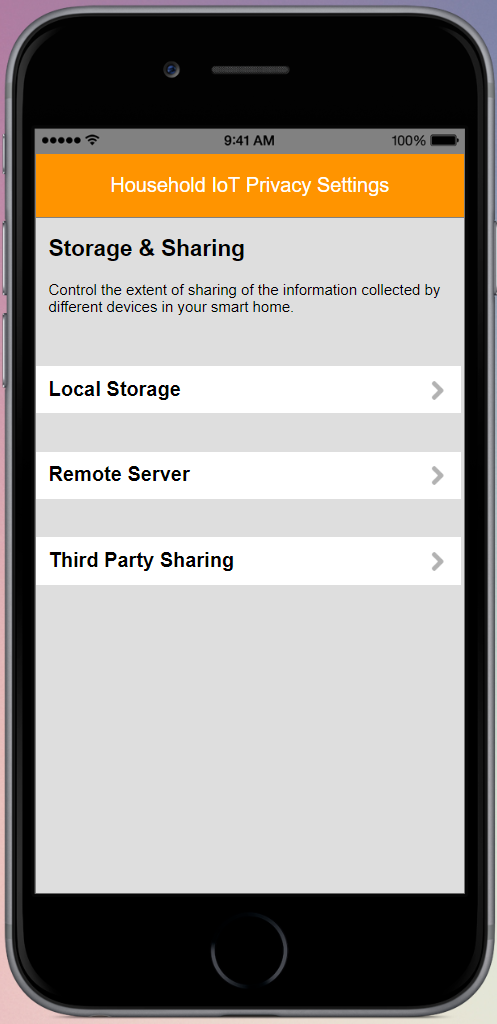 9:41 AM 100%
Household IoT Privacy Settings
Storage & Sharing
Control the extent of sharing of the information collected by
different devices in your smart home.
Local Storage
Remote Server
Third Party Sharing